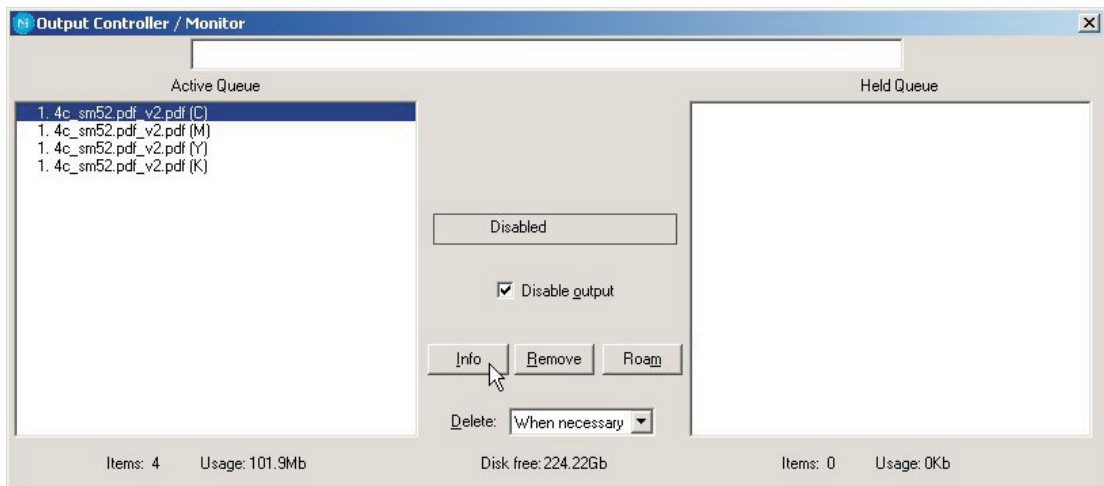 Output Controller / Monitor
Active Queue
Held Queue
1. 4c_sm52.pdf_v2.pdf (C)
1. 4c_sm52.pdf_v2.pdf (M)
1. 4c_sm52.pdf_v2.pdf (Y)
1. 4c_sm52.pdf_v2.pdf (K)
Disabled
Disable output
Info
Remove
Roam
Delete: When necessary
Items: 4 Usage: 101.9Mb
Disk free: 224.22Gb
Items: 0 Usage: 0Kb